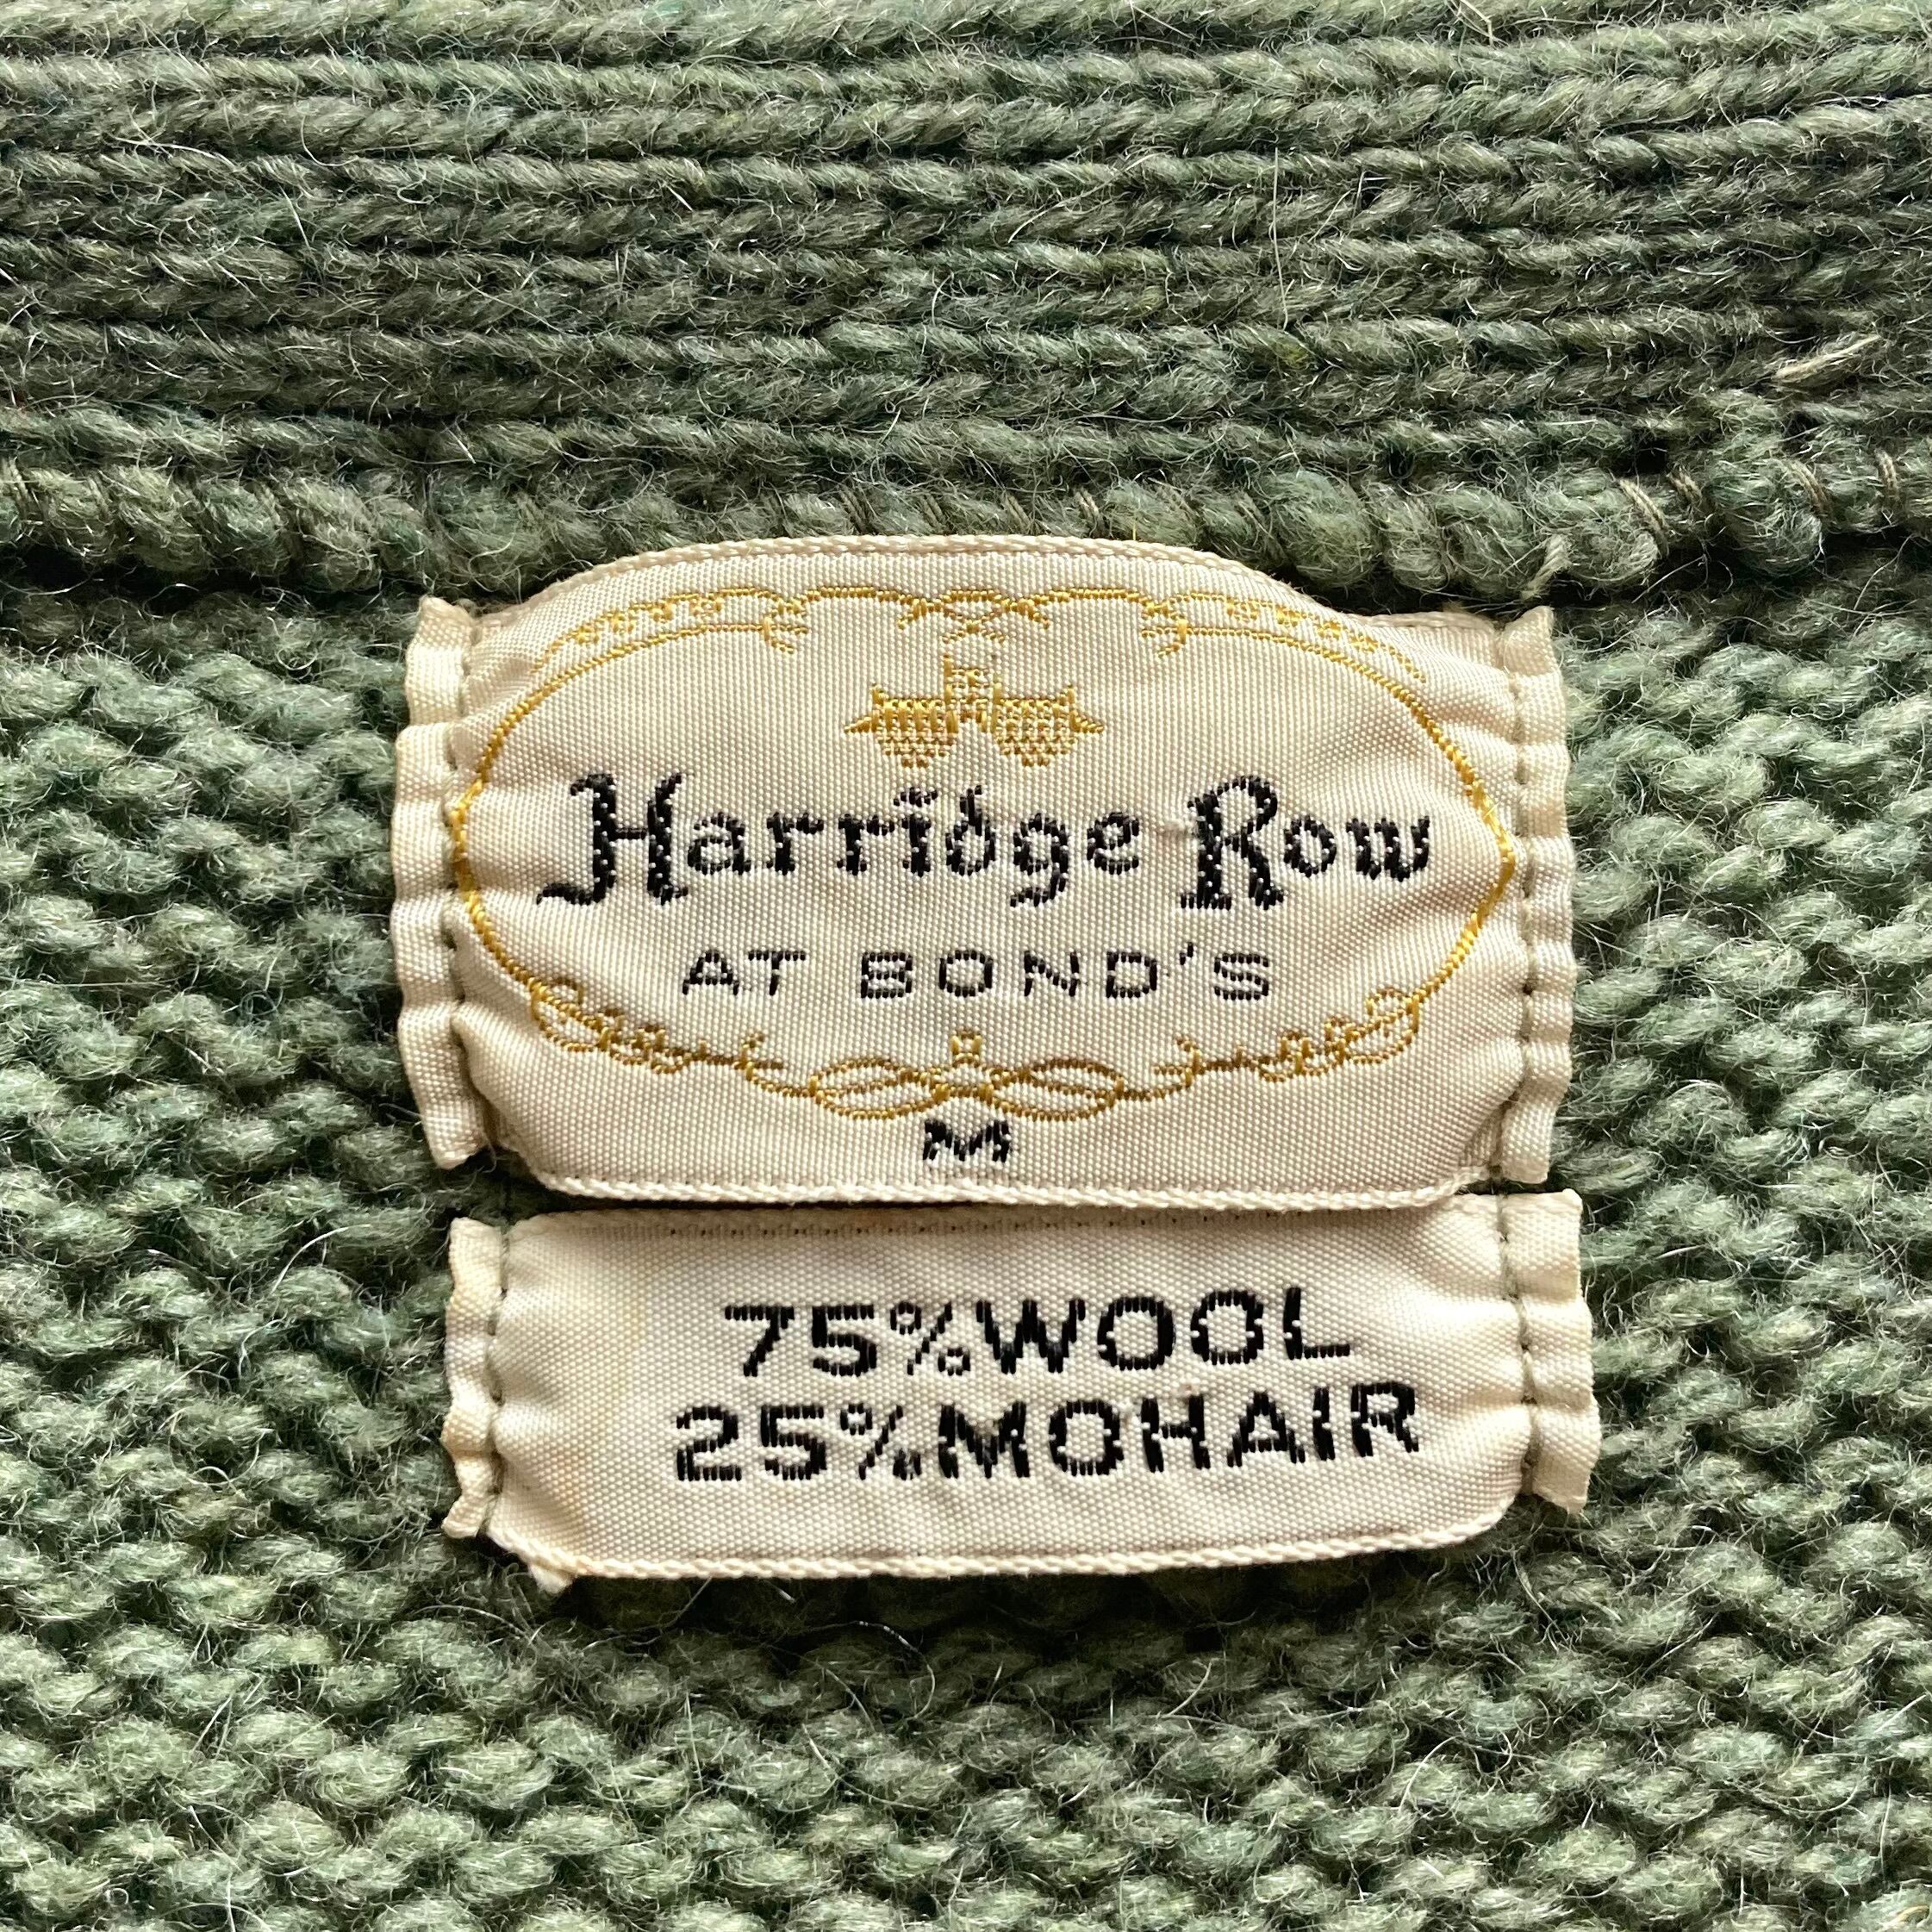 Harridge Row
AT BOND'S
M
75%WOOL
25%MOHAIR